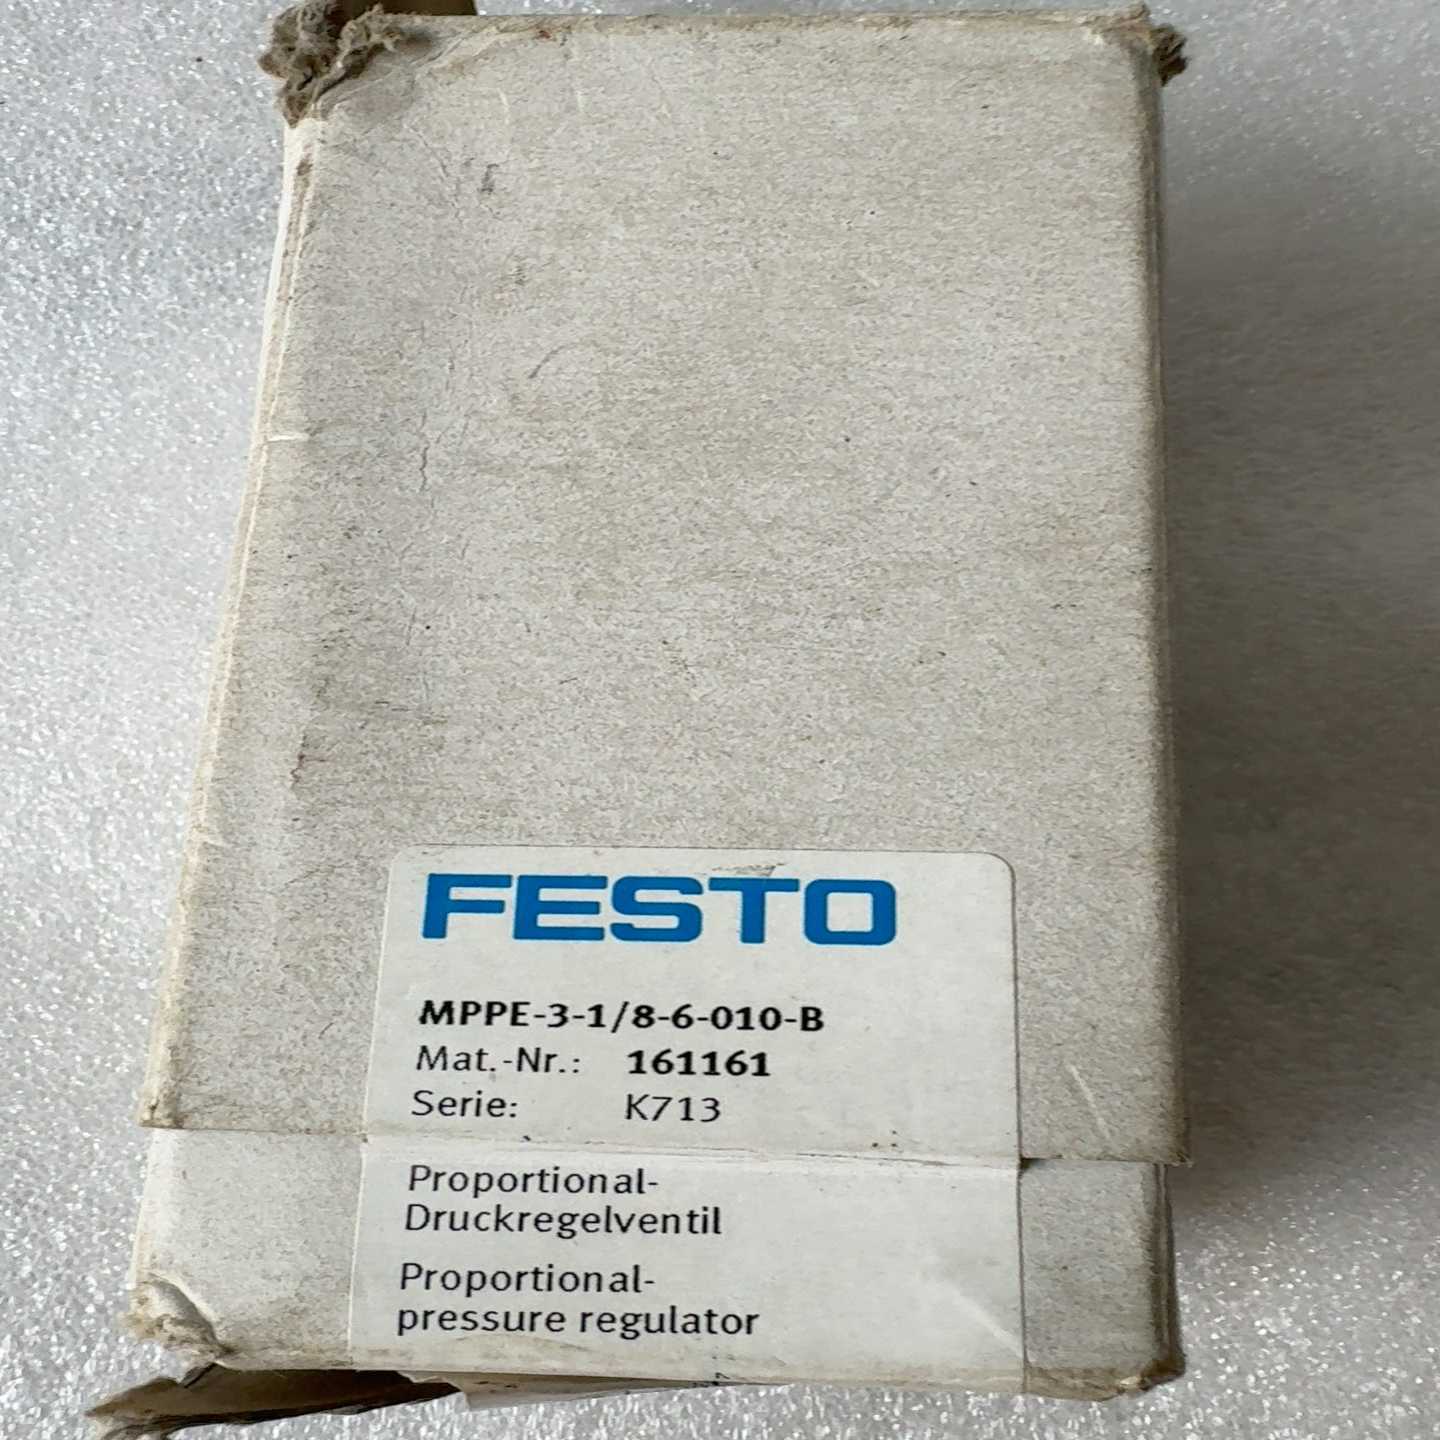 FESTO
MPPE-3-1/8-6-010-B
Mat.-Nr.: 161161
Serie: K713
Proportional-
Druckregelventil
Proportional-
pressure regulator